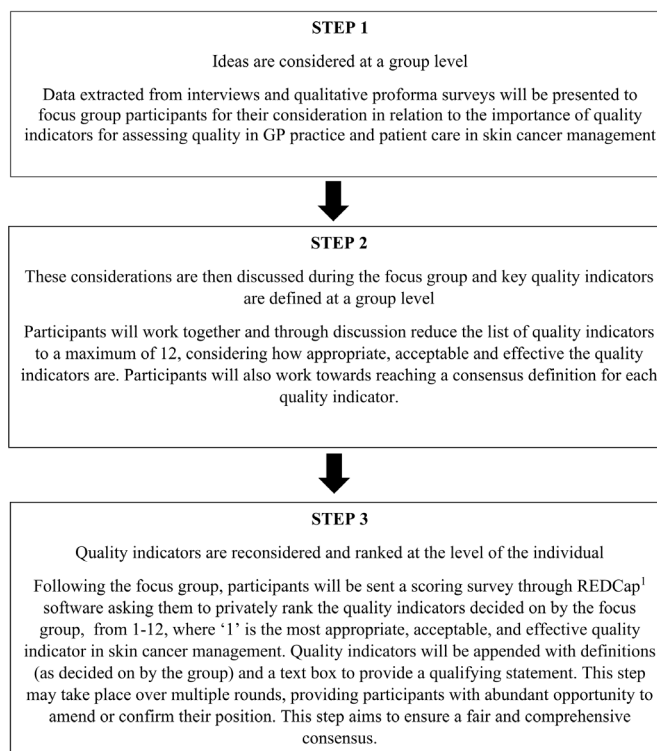 STEP 1
Ideas are considered at a group level
Data extracted from interviews and qualitative proforma surveys will be presented to
focus group participants for their consideration in relation to the importance of quality
indicators for assessing quality in GP practice and patient care in skin cancer management
STEP 2
These considerations are then discussed during the focus group and key quality indicators
are defined at a group level
Participants will work together and through discussion reduce the list of quality indicators
to a maximum of 12, considering how appropriate, acceptable and effective the quality
indicators are. Participants will also work towards reaching a consensus definition for each
quality indicator.
STEP 3
Quality indicators are reconsidered and ranked at the level of the individual
Following the focus group, participants will be sent a scoring survey through REDCap¹
software asking them to privately rank the quality indicators decided on by the focus
group, from 1-12, where ‘1’ is the most appropriate, acceptable, and effective quality
indicator in skin cancer management. Quality indicators will be appended with definitions
(as decided on by the group) and a text box to provide a qualifying statement. This step
may take place over multiple rounds, providing participants with abundant opportunity to
amend or confirm their position. This step aims to ensure a fair and comprehensive
consensus.